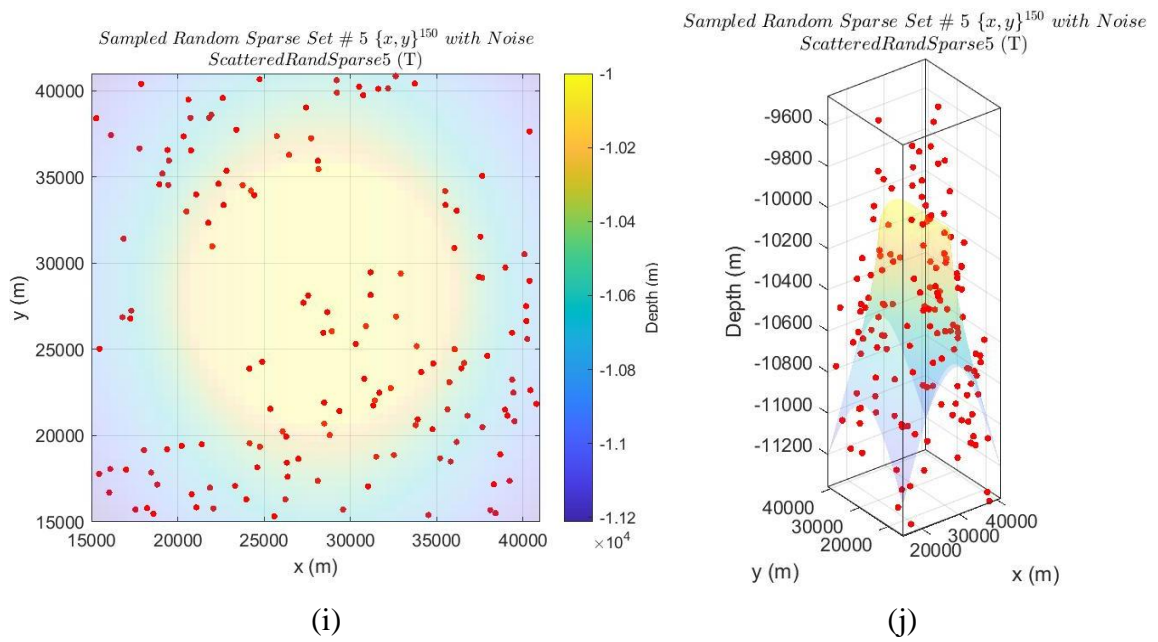 Sampled Random Sparse Set # 5 {x, y}^150 with Noise
ScatteredRandSparse5 (T)
40000
35000
30000
25000
20000
15000
y (m)
15000 20000 25000 30000 35000 40000
x (m)
-1
-1.02
-1.04
-1.06
-1.08
-1.1
-1.12
×10^4
Depth (m)
(i)
Sampled Random Sparse Set # 5 {x, y}^150 with Noise
ScatteredRandSparse5 (T)
-9600
-9800
-10000
-10200
-10400
-10600
-10800
-11000
-11200
Depth (m)
40000
30000
20000
y (m)
20000
30000
40000
x (m)
(j)